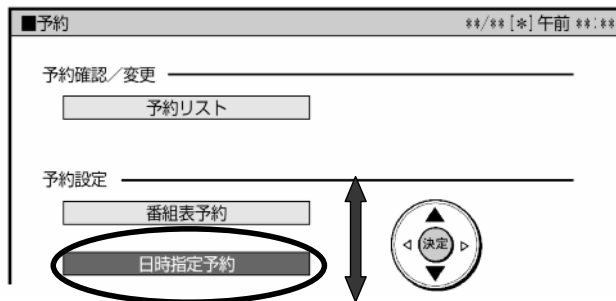 ■予約 **/** [*] 午前 **:**
予約確認／変更
予約リスト
予約設定
番組表予約
日時指定予約
決定